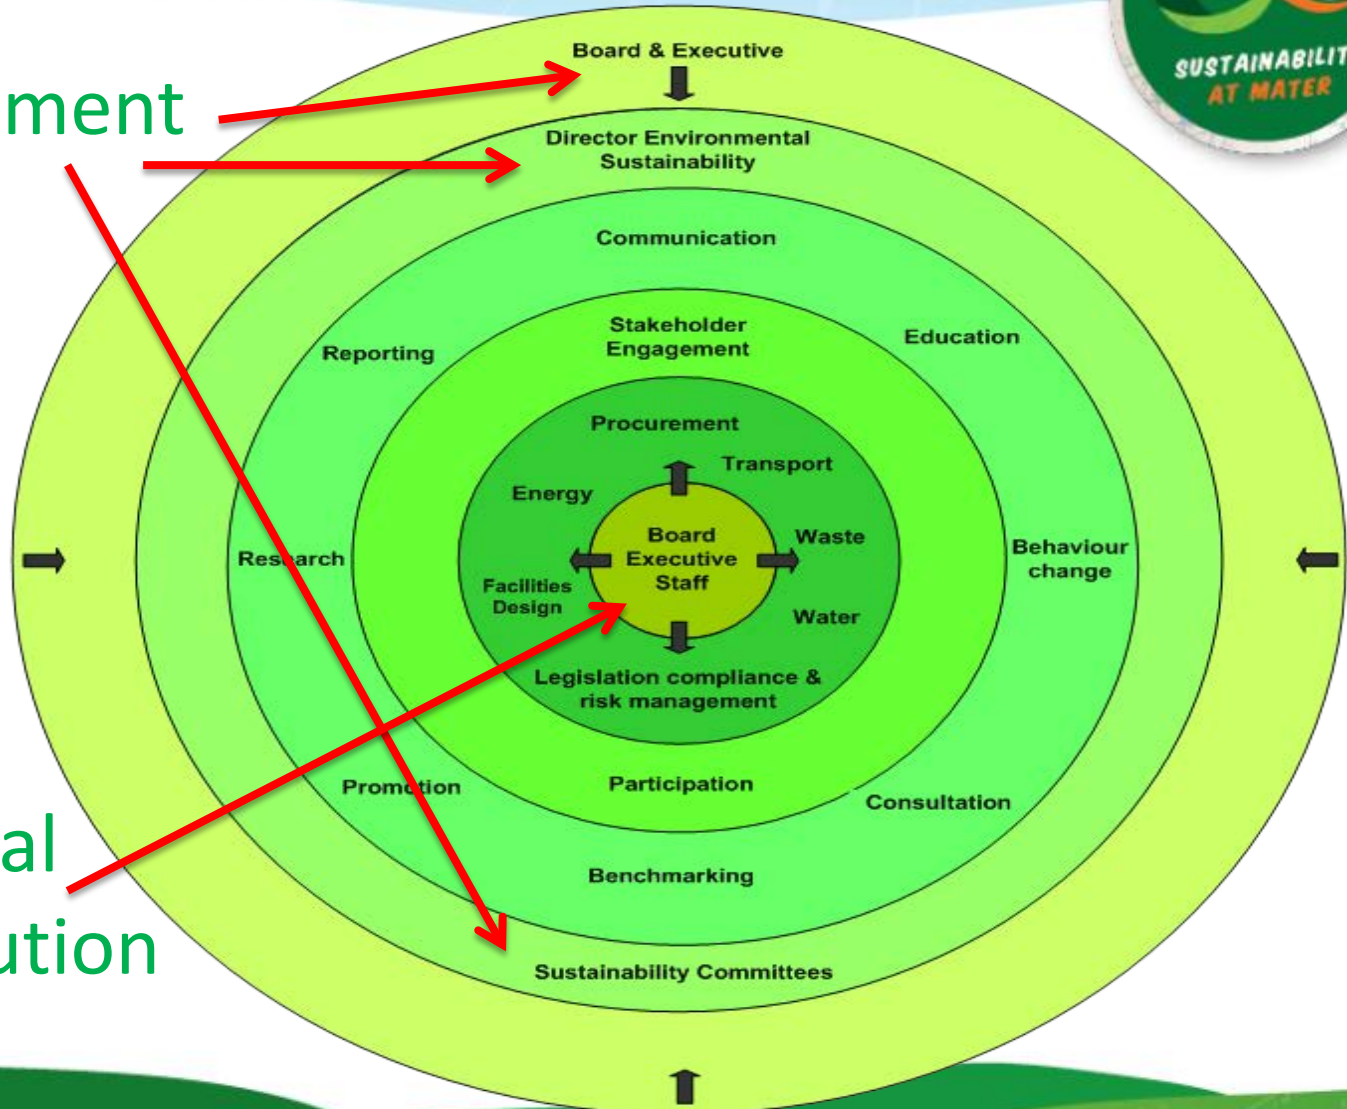 Board & Executive
SUSTAINABILIT
AT MATER
ment
Director Environmental
Sustainability
Communication
Stakeholder
Engagement
Education
Reporting
Procurement
Transport
Energy
Board
Executive
Staff
Waste
Research
Behaviour
change
Facilities
Design
Water
Legislation compliance &
risk management
Promotion
Participation
Consultation
al
ution
Benchmarking
Sustainability Committees